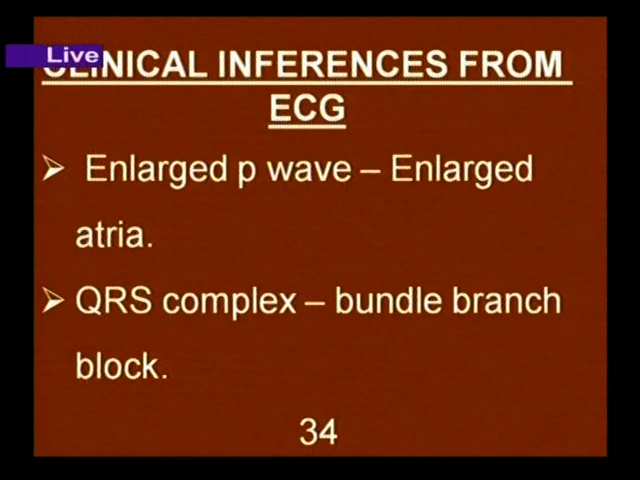 Live
CLINICAL INFERENCES FROM
ECG
➢ Enlarged p wave – Enlarged
atria.
➢ QRS complex – bundle branch
block.
34